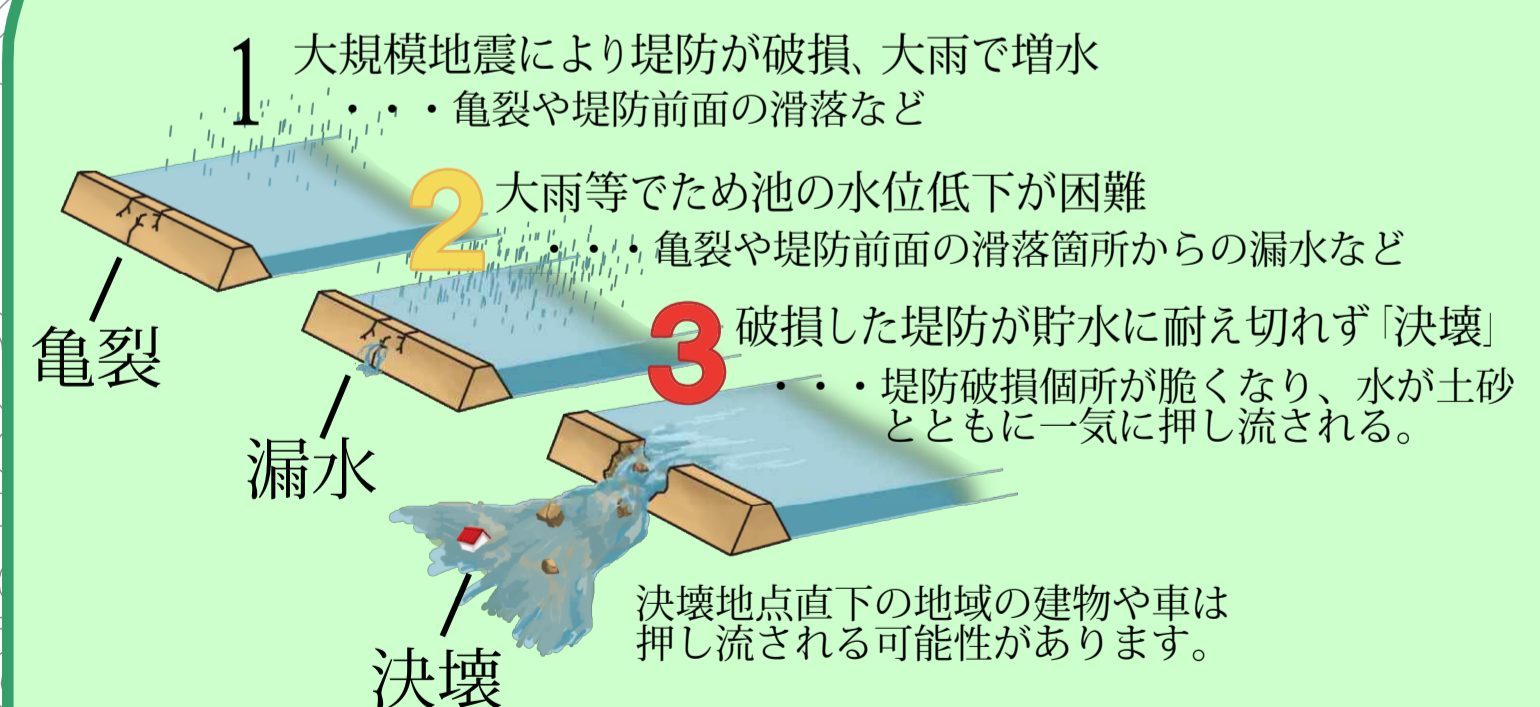 1 大規模地震により堤防が破損、大雨で増水
・・・亀裂や堤防前面の滑落など
2 大雨等でため池の水位低下が困難
・・・亀裂や堤防前面の滑落箇所からの漏水など
亀裂
3 破損した堤防が貯水に耐え切れず「決壊」
・・・堤防破損個所が脆くなり、水が土砂
とともに一気に押し流される。
漏水
決壊地点直下の地域の建物や車は
押し流される可能性があります。
決壊